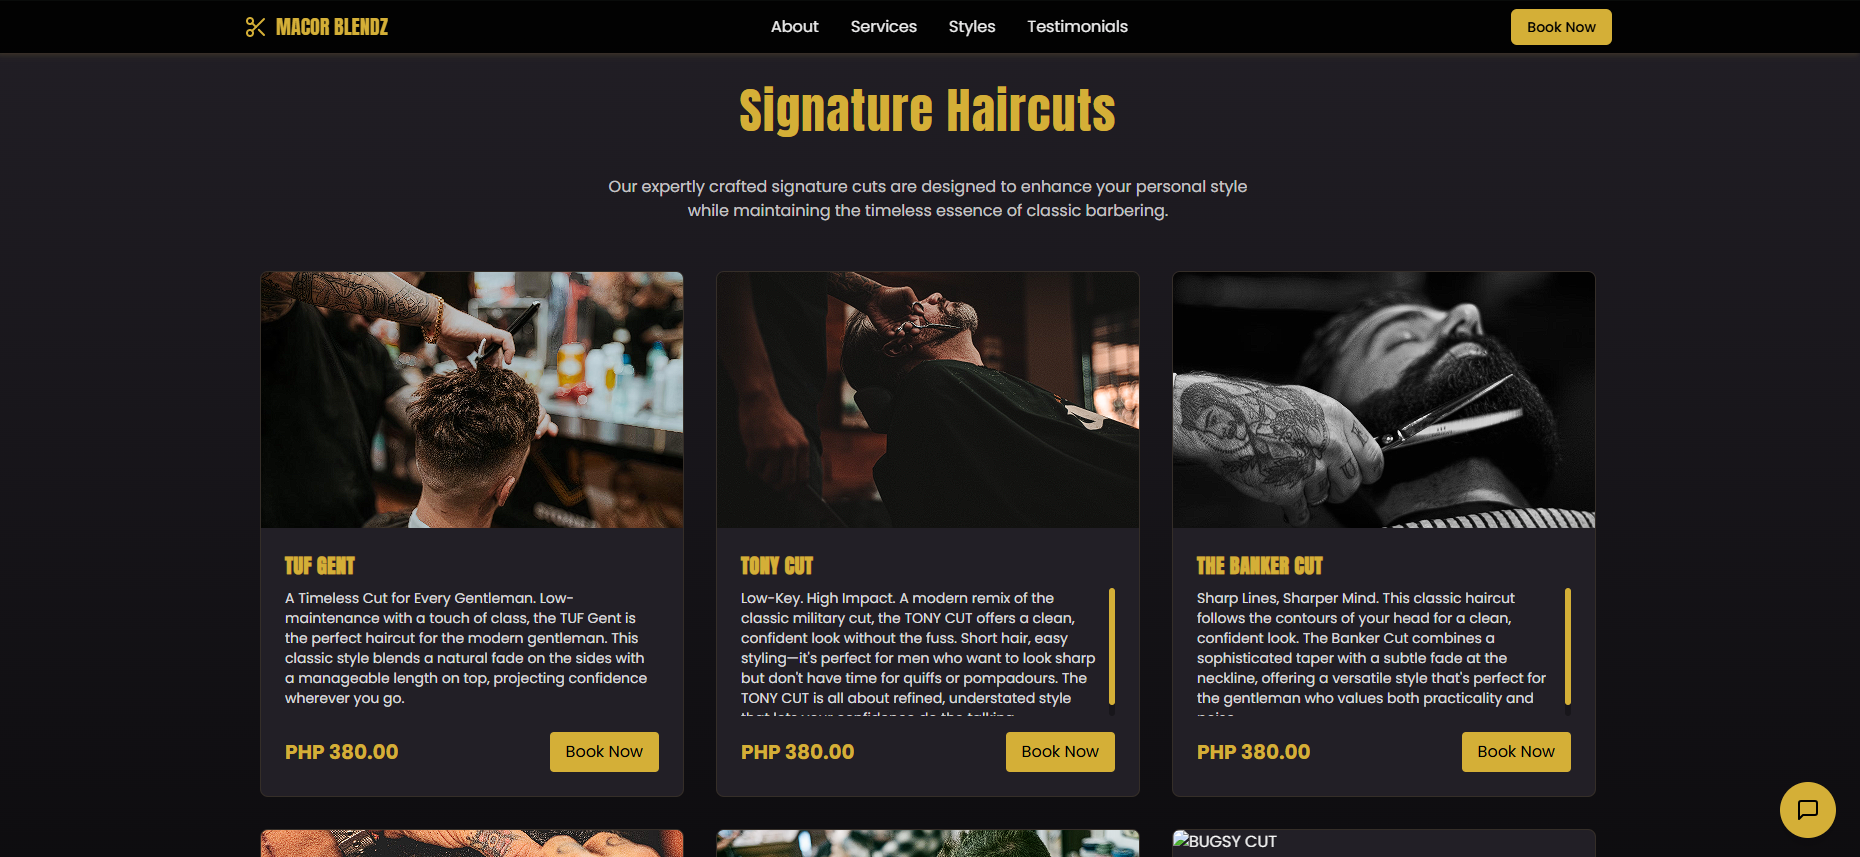 MACOR BLENDZ
About
Services
Styles
Testimonials
Book Now
Signature Haircuts
Our expertly crafted signature cuts are designed to enhance your personal style
while maintaining the timeless essence of classic barbering.
TUF GENT
A Timeless Cut for Every Gentleman. Low-
maintenance with a touch of class, the TUF Gent is
the perfect haircut for the modern gentleman. This
classic style blends a natural fade on the sides with
a manageable length on top, projecting confidence
wherever you go.
PHP 380.00
Book Now
TONY CUT
Low-Key. High Impact. A modern remix of the
classic military cut, the TONY CUT offers a clean,
confident look without the fuss. Short hair, easy
styling—it's perfect for men who want to look sharp
but don't have time for quiffs or pompadours. The
TONY CUT is all about refined, understated style
that lets your confidence do the talking.
PHP 380.00
Book Now
THE BANKER CUT
Sharp Lines, Sharper Mind. This classic haircut
follows the contours of your head for a clean,
confident look. The Banker Cut combines a
sophisticated taper with a subtle fade at the
neckline, offering a versatile style that's perfect for
the gentleman who values both practicality and
PHP 380.00
Book Now
BUGSY CUT